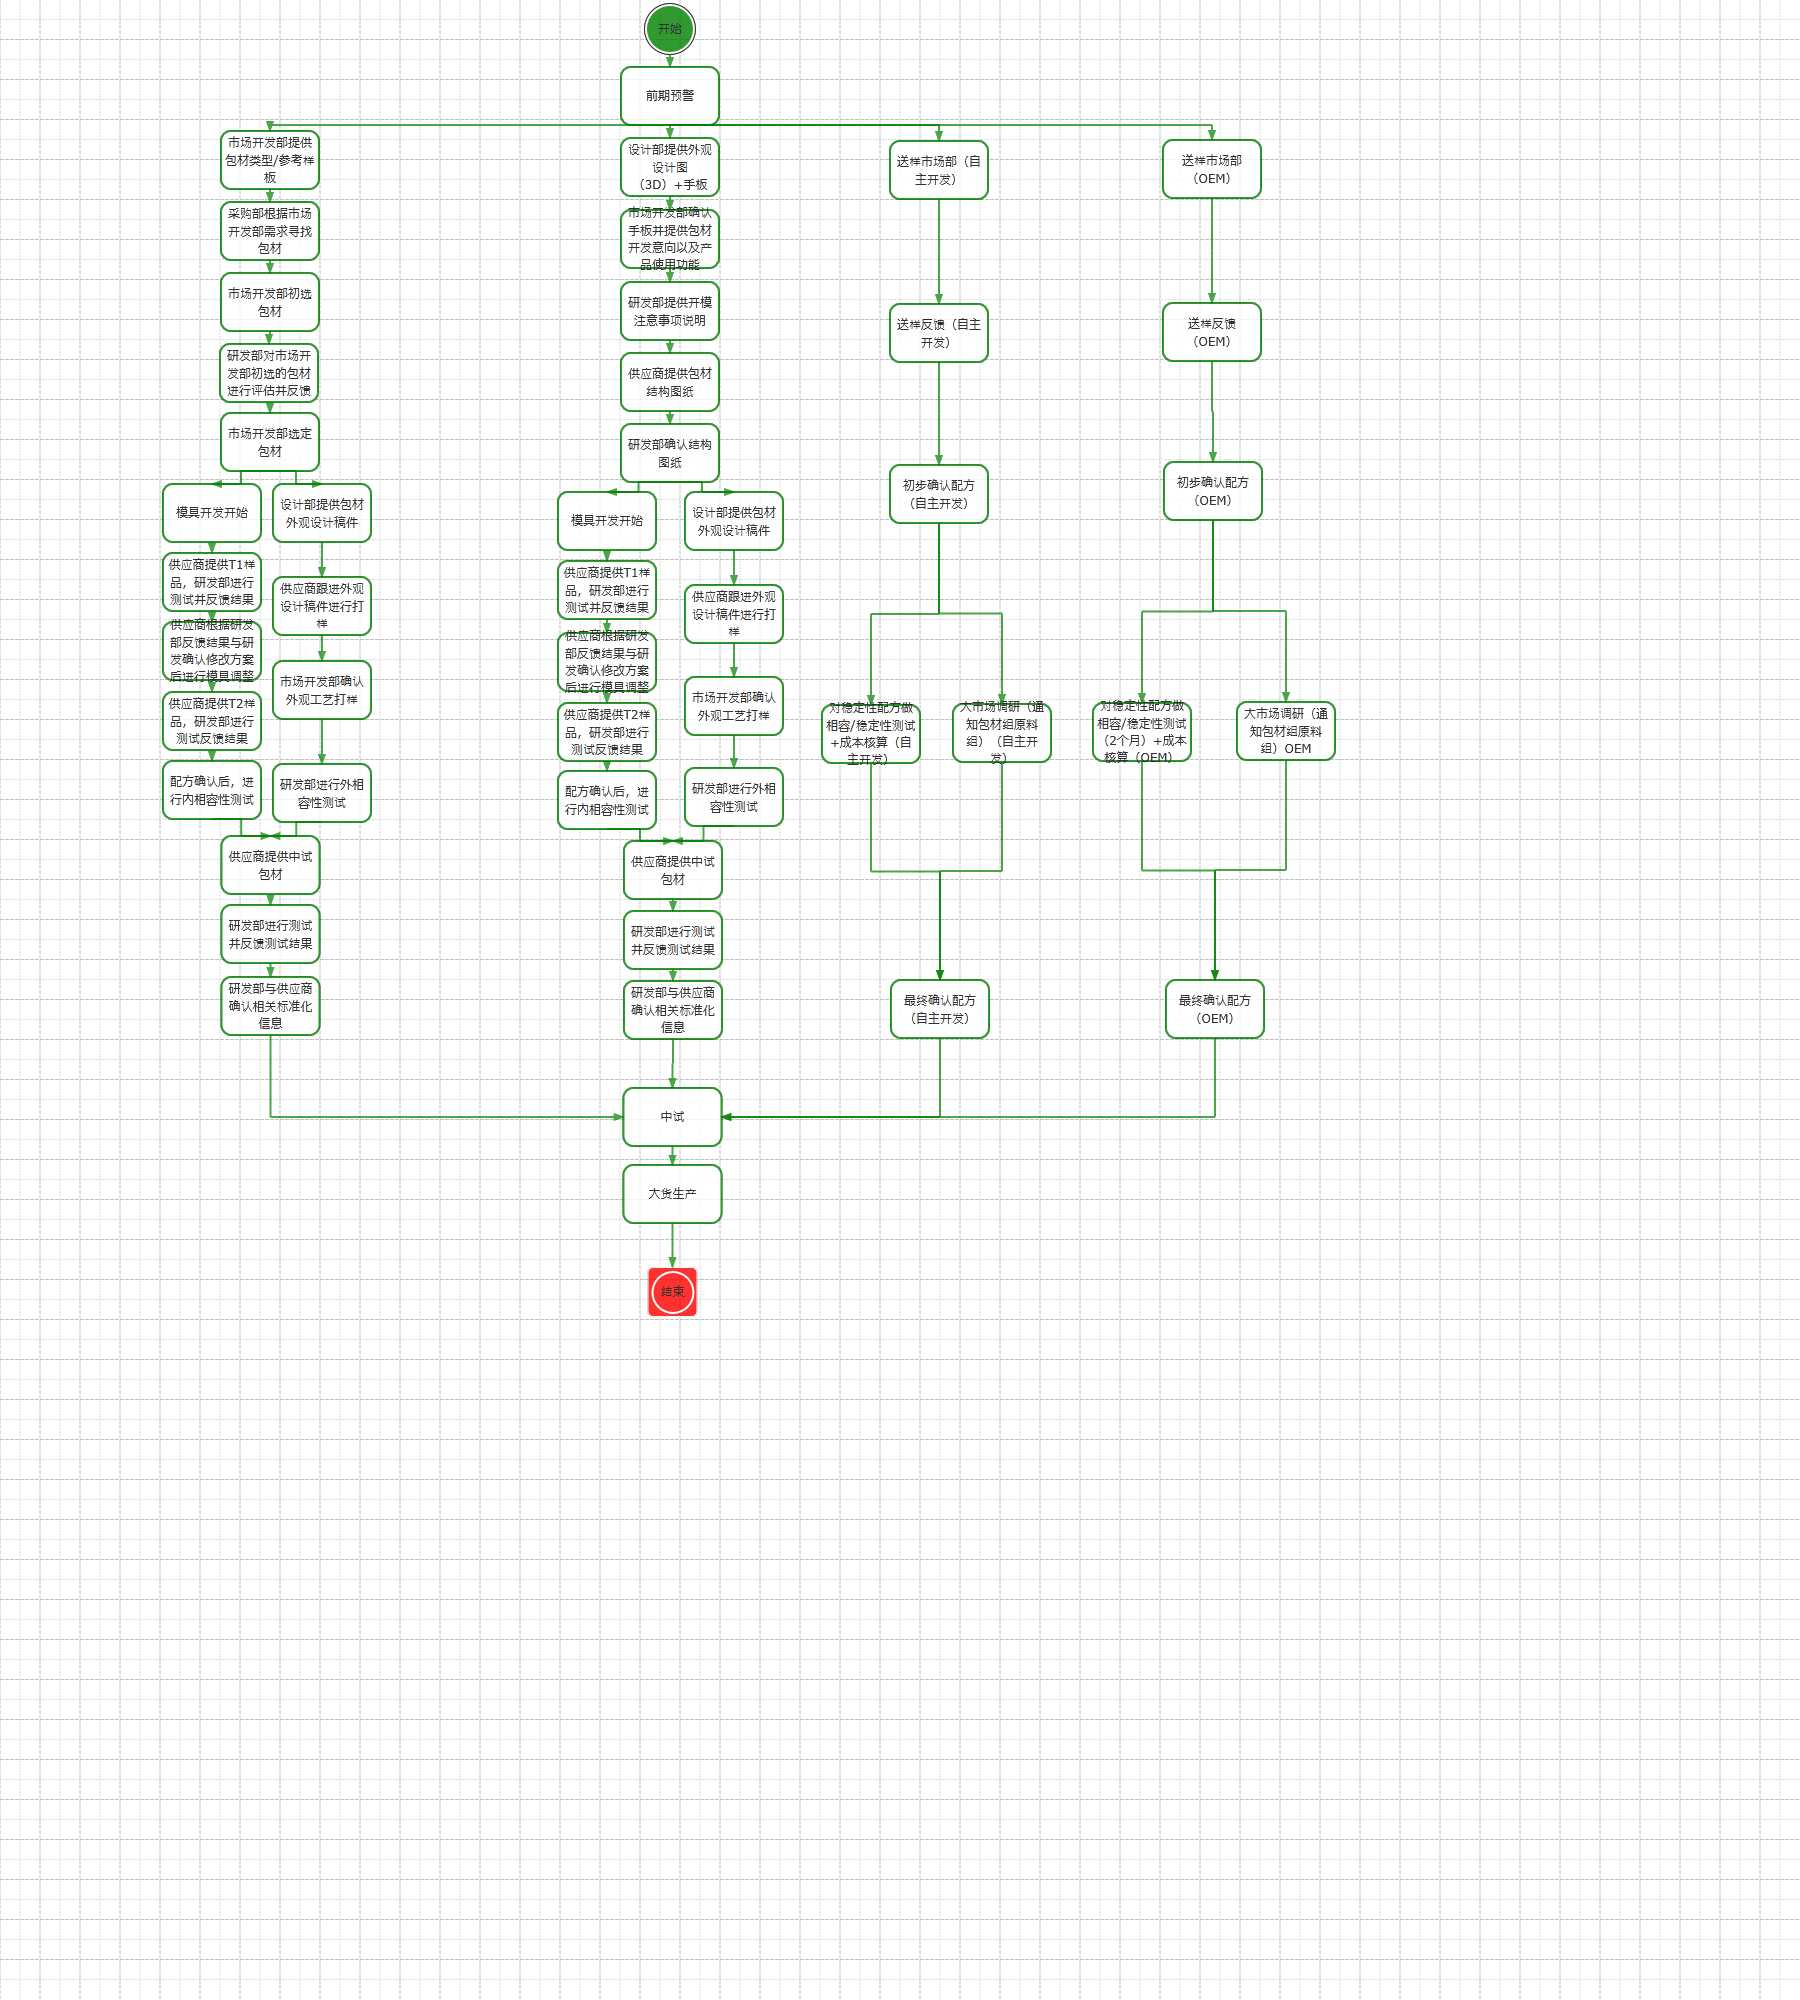 开始
前期预警
市场开发部提供
包材类型/参考样
板
采购部根据市场
开发部需求寻找
包材
市场开发部初选
包材
研发部对市场开
发部初选的包材
进行评估并反馈
市场开发部选定
包材
模具开发开始
供应商提供T1样
品，研发部进行
测试并反馈结果
供应商根据研发
部反馈结果与研
发确认修改方案
后进行模具调整
供应商提供T2样
品，研发部进行
测试反馈结果
配方确认后，进
行内相容性测试
设计部提供包材
外观设计稿件
供应商跟进外观
设计稿件进行打
样
市场开发部确认
外观工艺打样
研发部进行外相
容性测试
供应商提供中试
包材
研发部进行测试
并反馈测试结果
研发部与供应商
确认相关标准化
信息
设计部提供外观
设计图
（3D）+手板
市场开发部确认
手板并提供包材
开发意向以及产
品使用功能
研发部提供开模
注意事项说明
供应商提供包材
结构图纸
研发部确认结构
图纸
模具开发开始
供应商提供T1样
品，研发部进行
测试并反馈结果
供应商根据研发
部反馈结果与研
发确认修改方案
后进行模具调整
供应商提供T2样
品，研发部进行
测试反馈结果
配方确认后，进
行内相容性测试
设计部提供包材
外观设计稿件
供应商跟进外观
设计稿件进行打
样
市场开发部确认
外观工艺打样
研发部进行外相
容性测试
供应商提供中试
包材
研发部进行测试
并反馈测试结果
研发部与供应商
确认相关标准化
信息
送样市场部（自
主开发）
送样反馈（自主
开发）
初步确认配方
（自主开发）
对稳定性配方做
相容/稳定性测试
+成本核算（自
主开发）
大市场调研（通
知包材组原料
组）（自主开
发）
最终确认配方
（自主开发）
送样市场部
（OEM）
送样反馈
（OEM）
初步确认配方
（OEM）
对稳定性配方做
相容/稳定性测试
（2个月）+成本
核算（OEM）
大市场调研（通
知包材组原料
组）OEM
最终确认配方
（OEM）
中试
大货生产
结束